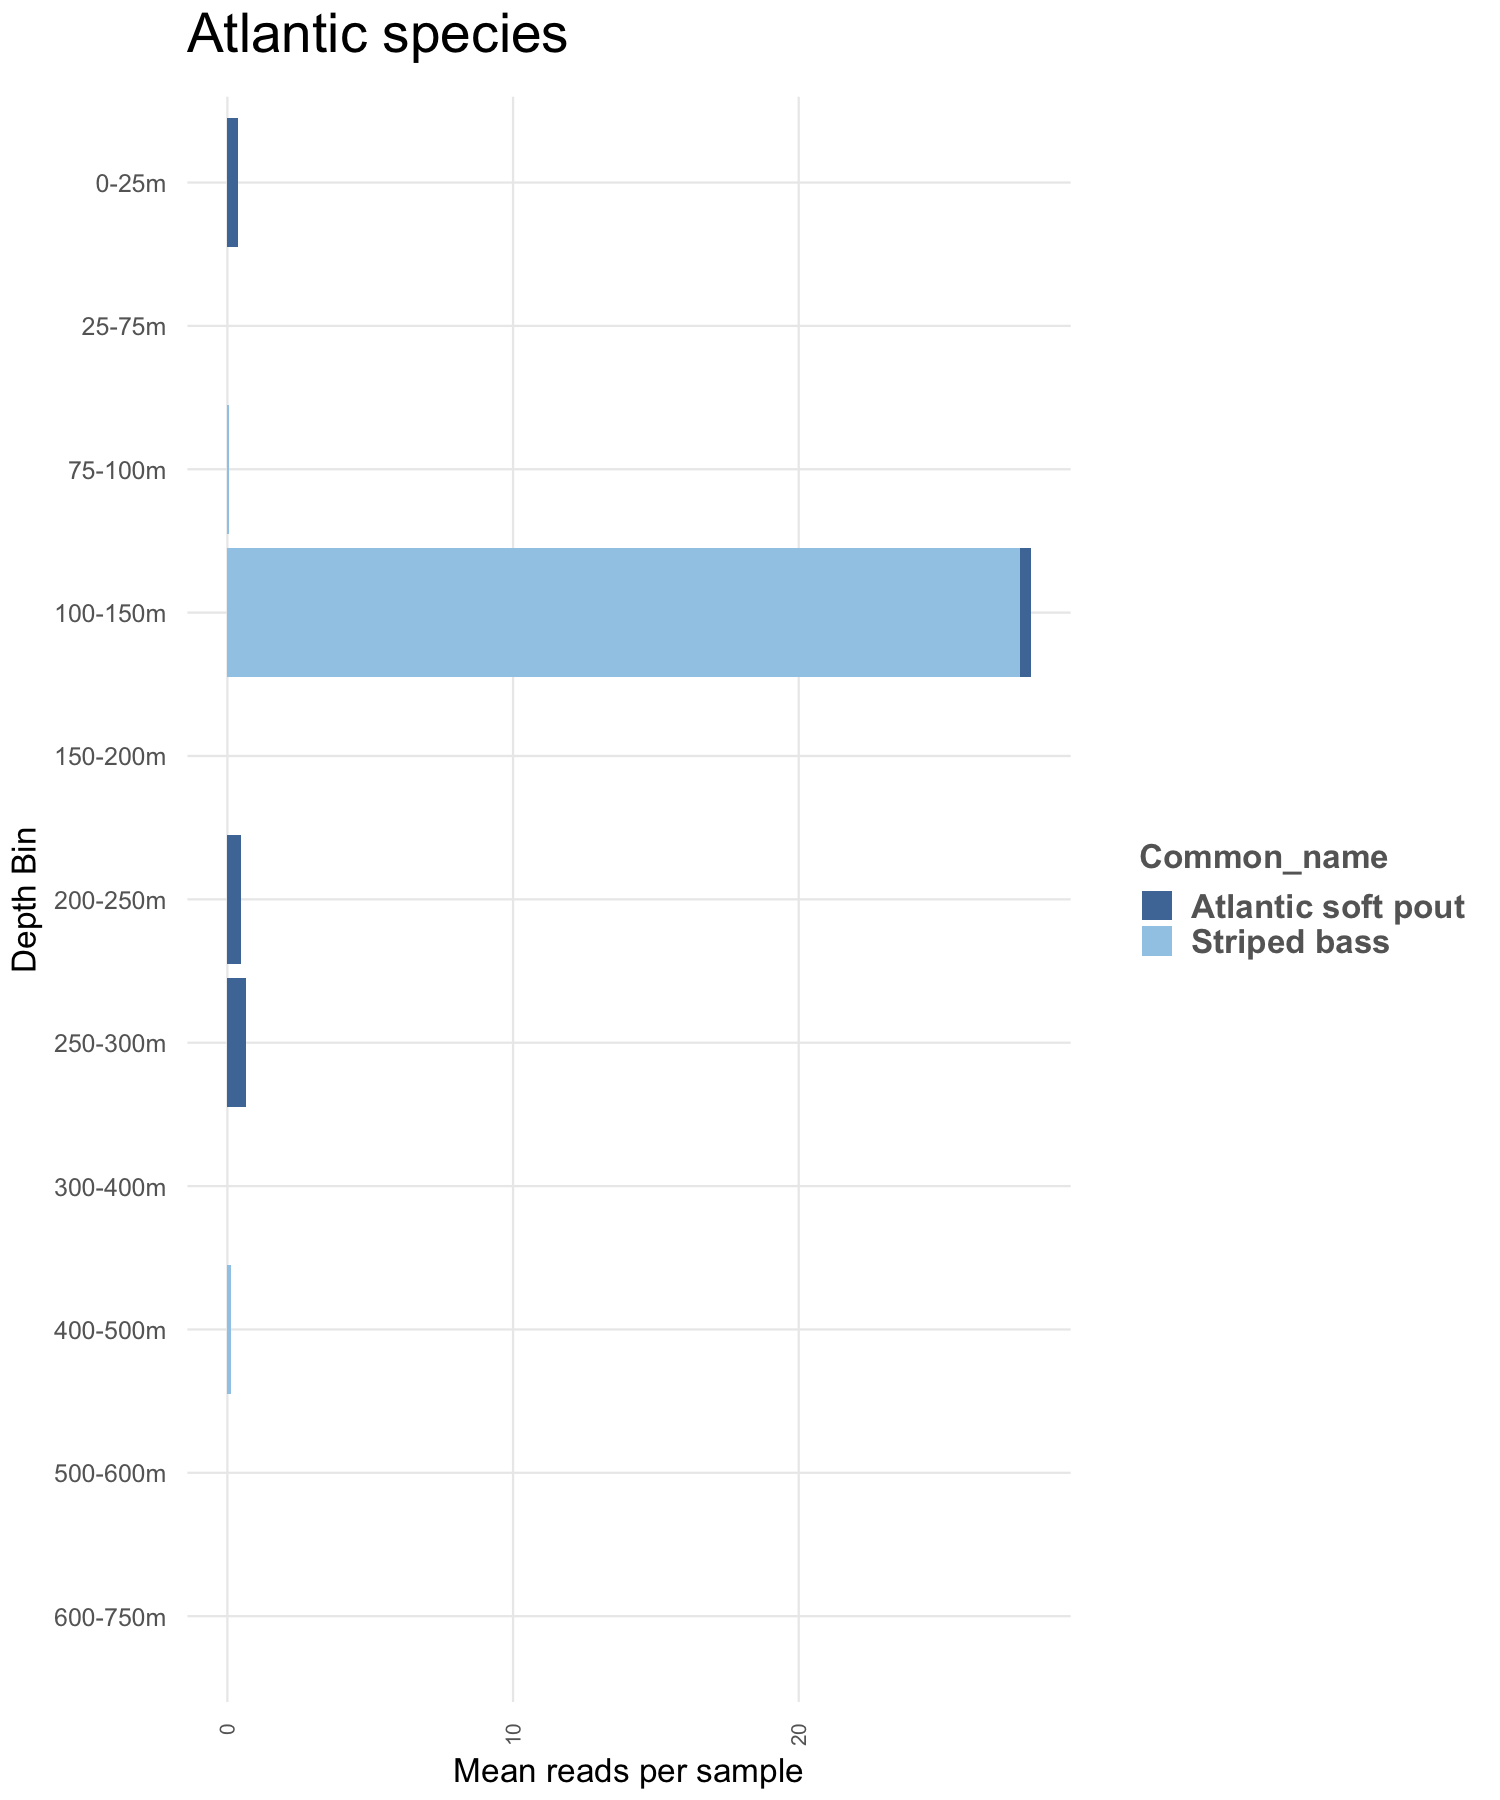 Atlantic species
0-25m
25-75m
75-100m
100-150m
150-200m
200-250m
250-300m
300-400m
400-500m
500-600m
600-750m
Depth Bin
0
10
20
Mean reads per sample
Common_name
Atlantic soft pout
Striped bass